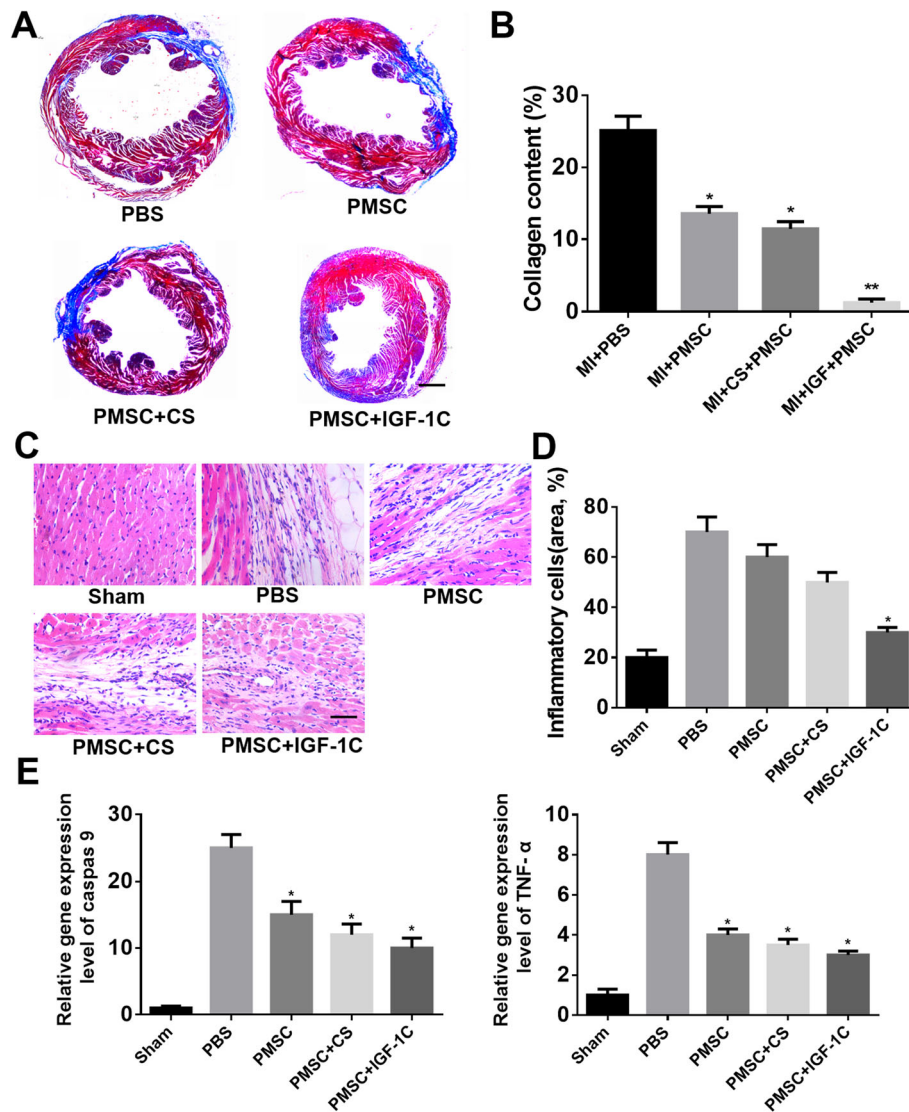 A
PBS
PMSC
PMSC+CS
PMSC+IGF-1C
B
Collagen content (%)
30
20
10
0
MI+PBS
MI+PMSC
MI+CS+PMSC
MI+IGF+PMSC
*
*
**
C
Sham
PBS
PMSC
PMSC+CS
PMSC+IGF-1C
D
Inflammatory cells(area, %)
80
60
40
20
0
Sham
PBS
PMSC
PMSC+CS
PMSC+IGF-1C
*
E
Relative gene expression
level of caspas 9
30
20
10
0
Sham
PBS
PMSC
PMSC+CS
PMSC+IGF-1C
*
*
*
Relative gene expression
level of TNF- α
8
6
4
2
0
Sham
PBS
PMSC
PMSC+CS
PMSC+IGF-1C
*
*
*